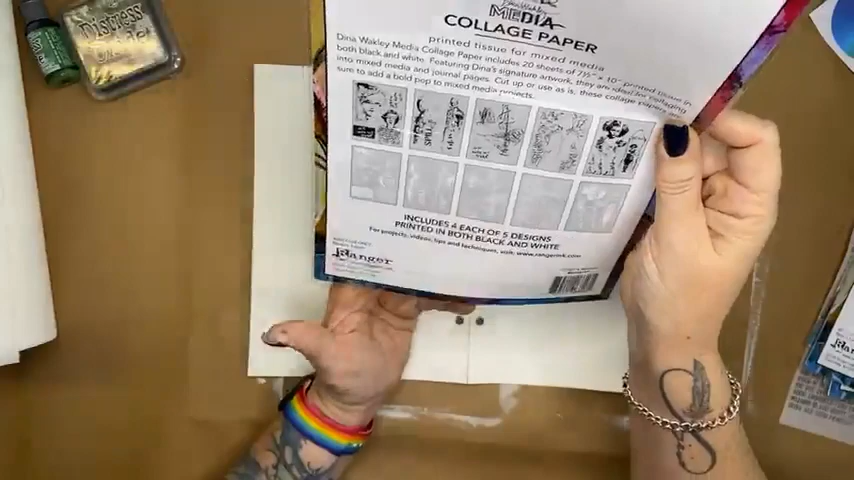 Distress
Dina Wakley
MEDIA
COLLAGE PAPER
printed tissue for mixed media
Dina Wakley Media Collage Paper includes 20 sheets of 7½" x 10" printed tissue in
both black and white. Featuring Dina's signature artwork, they are ideal for collaging
into mixed media and journal pages. Cut up or use as is, these collage papers are
sure to add a bold pop to mixed media projects.
INCLUDES 4 EACH OF 5 DESIGNS
PRINTED IN BOTH BLACK AND WHITE
For projects, videos, tips and techniques, visit: www.rangerink.com
Ranger
Ranger